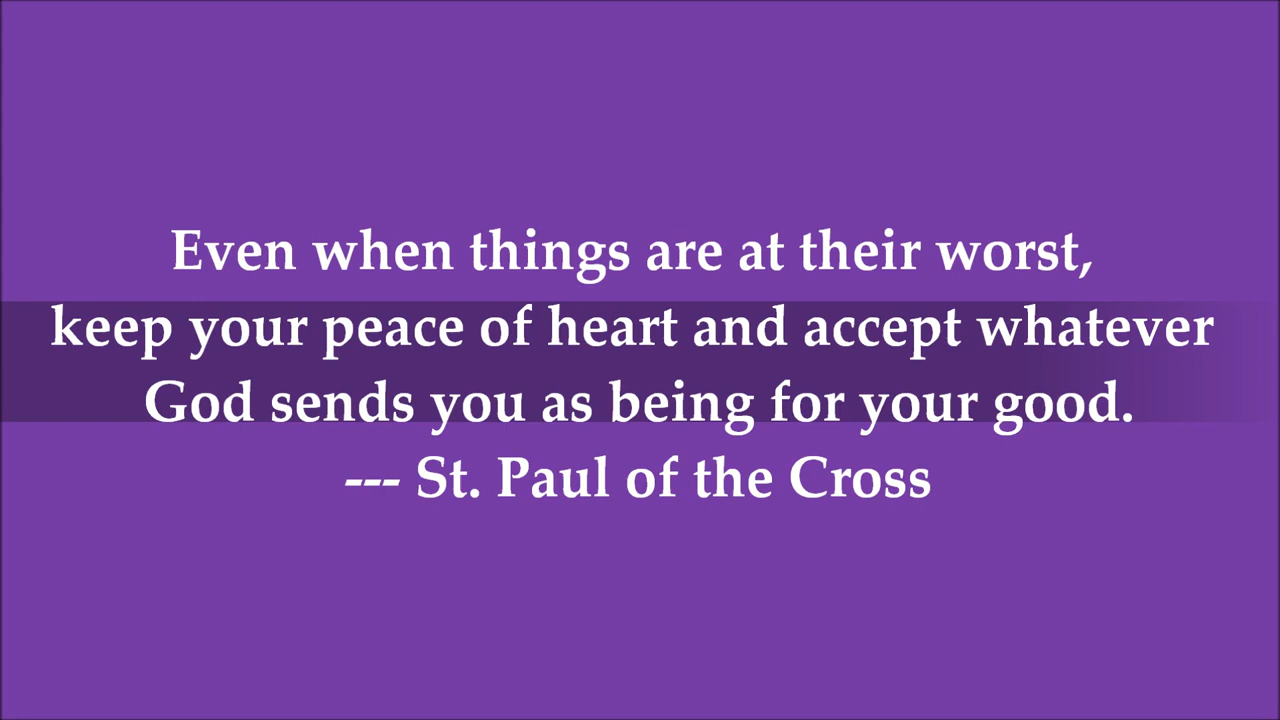 Even when things are at their worst,
keep your peace of heart and accept whatever
God sends you as being for your good.
--- St. Paul of the Cross